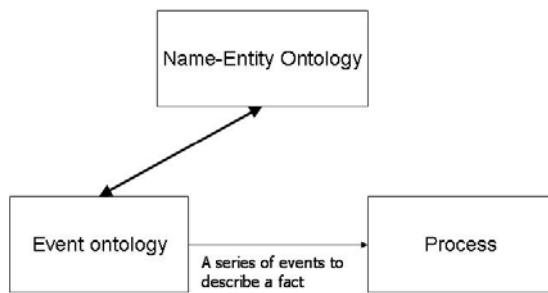 Name-Entity Ontology
Event ontology
Process
A series of events to
describe a fact